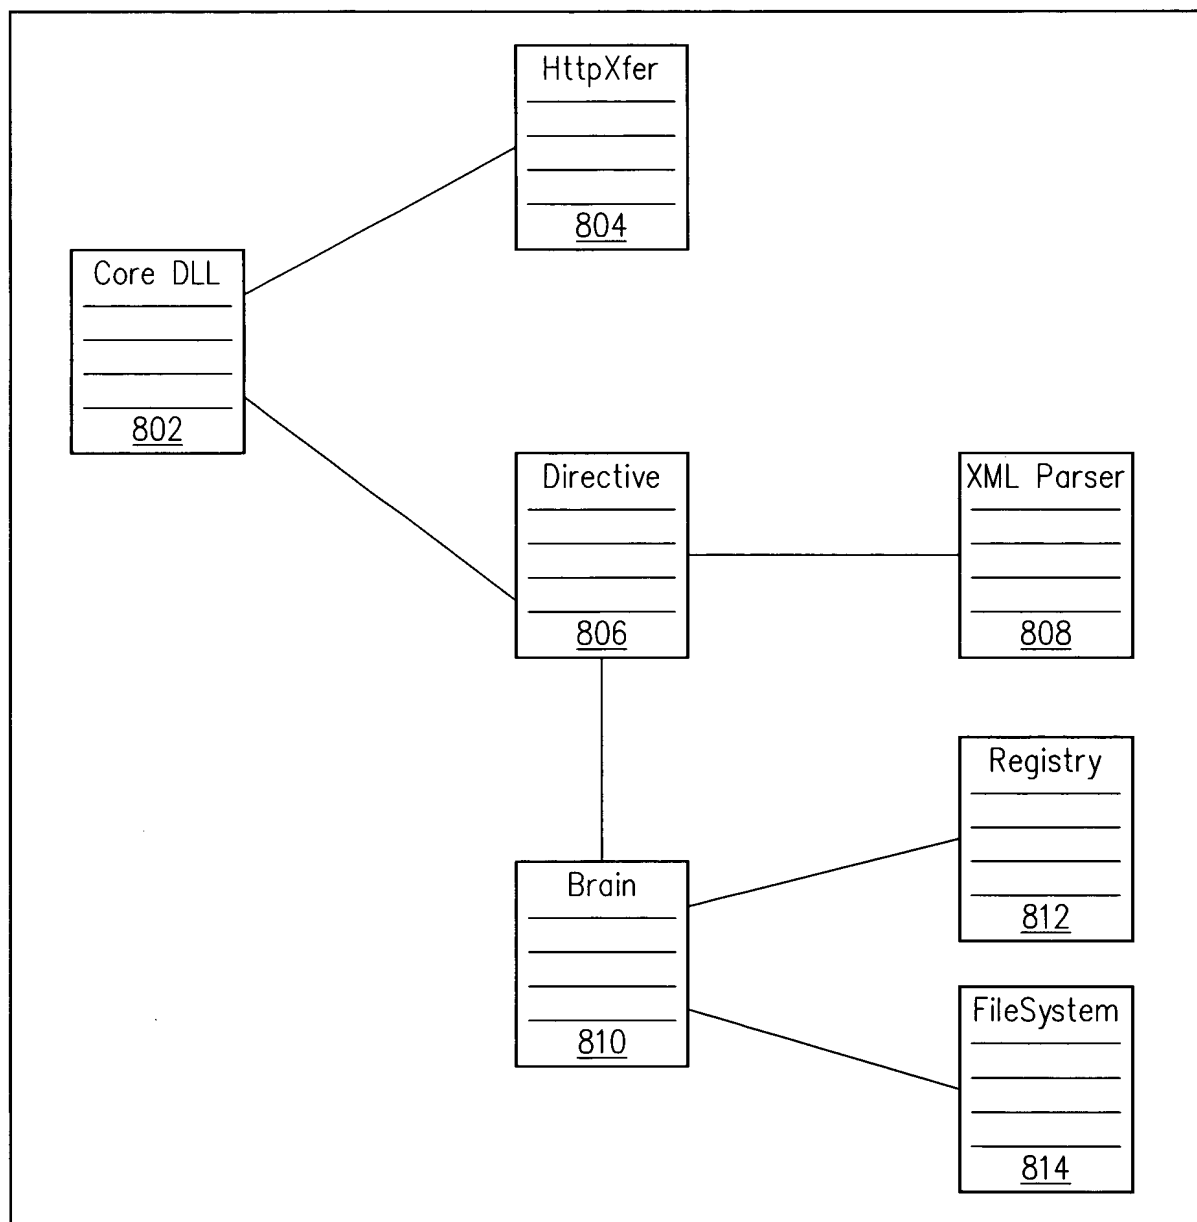 HttpXfer
804
Core DLL
802
Directive
806
XML Parser
808
Registry
812
Brain
810
FileSystem
814